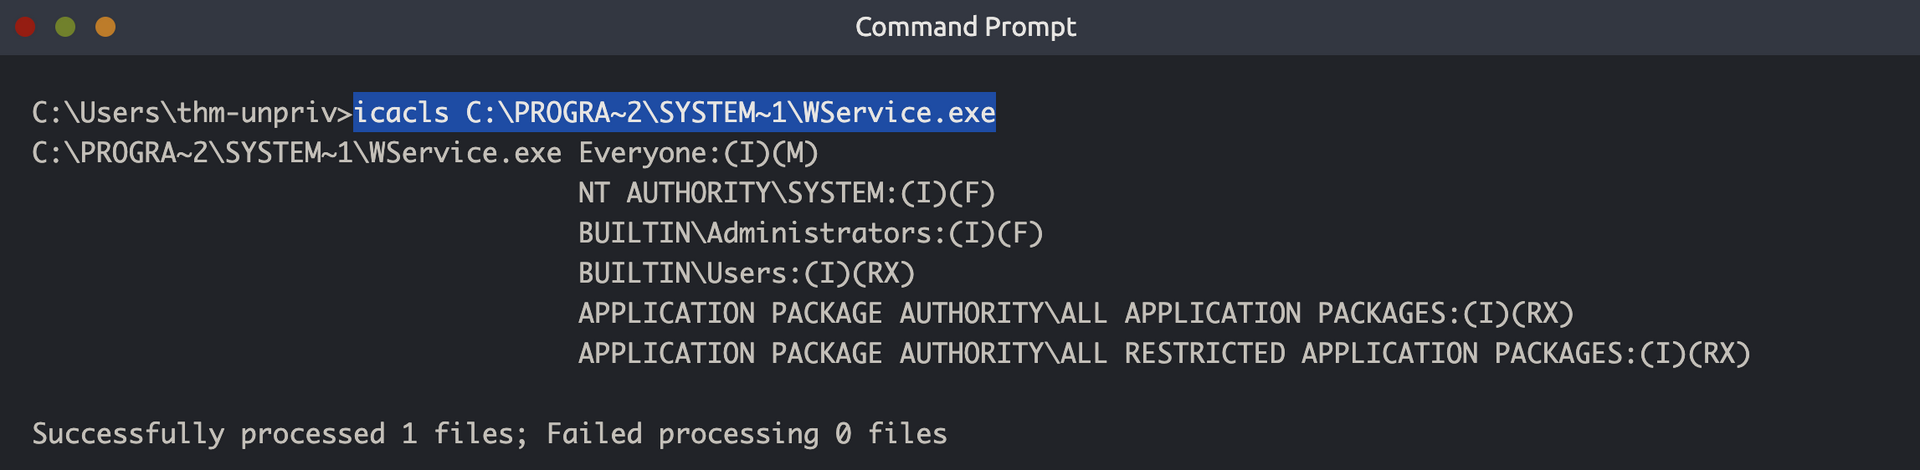 Command Prompt
C:\Users\thm-unpriv>icacls C:\PROGRA~2\SYSTEM~1\WService.exe
C:\PROGRA~2\SYSTEM~1\WService.exe Everyone:(I)(M)
NT AUTHORITY\SYSTEM:(I)(F)
BUILTIN\Administrators:(I)(F)
BUILTIN\Users:(I)(RX)
APPLICATION PACKAGE AUTHORITY\ALL APPLICATION PACKAGES:(I)(RX)
APPLICATION PACKAGE AUTHORITY\ALL RESTRICTED APPLICATION PACKAGES:(I)(RX)
Successfully processed 1 files; Failed processing 0 files